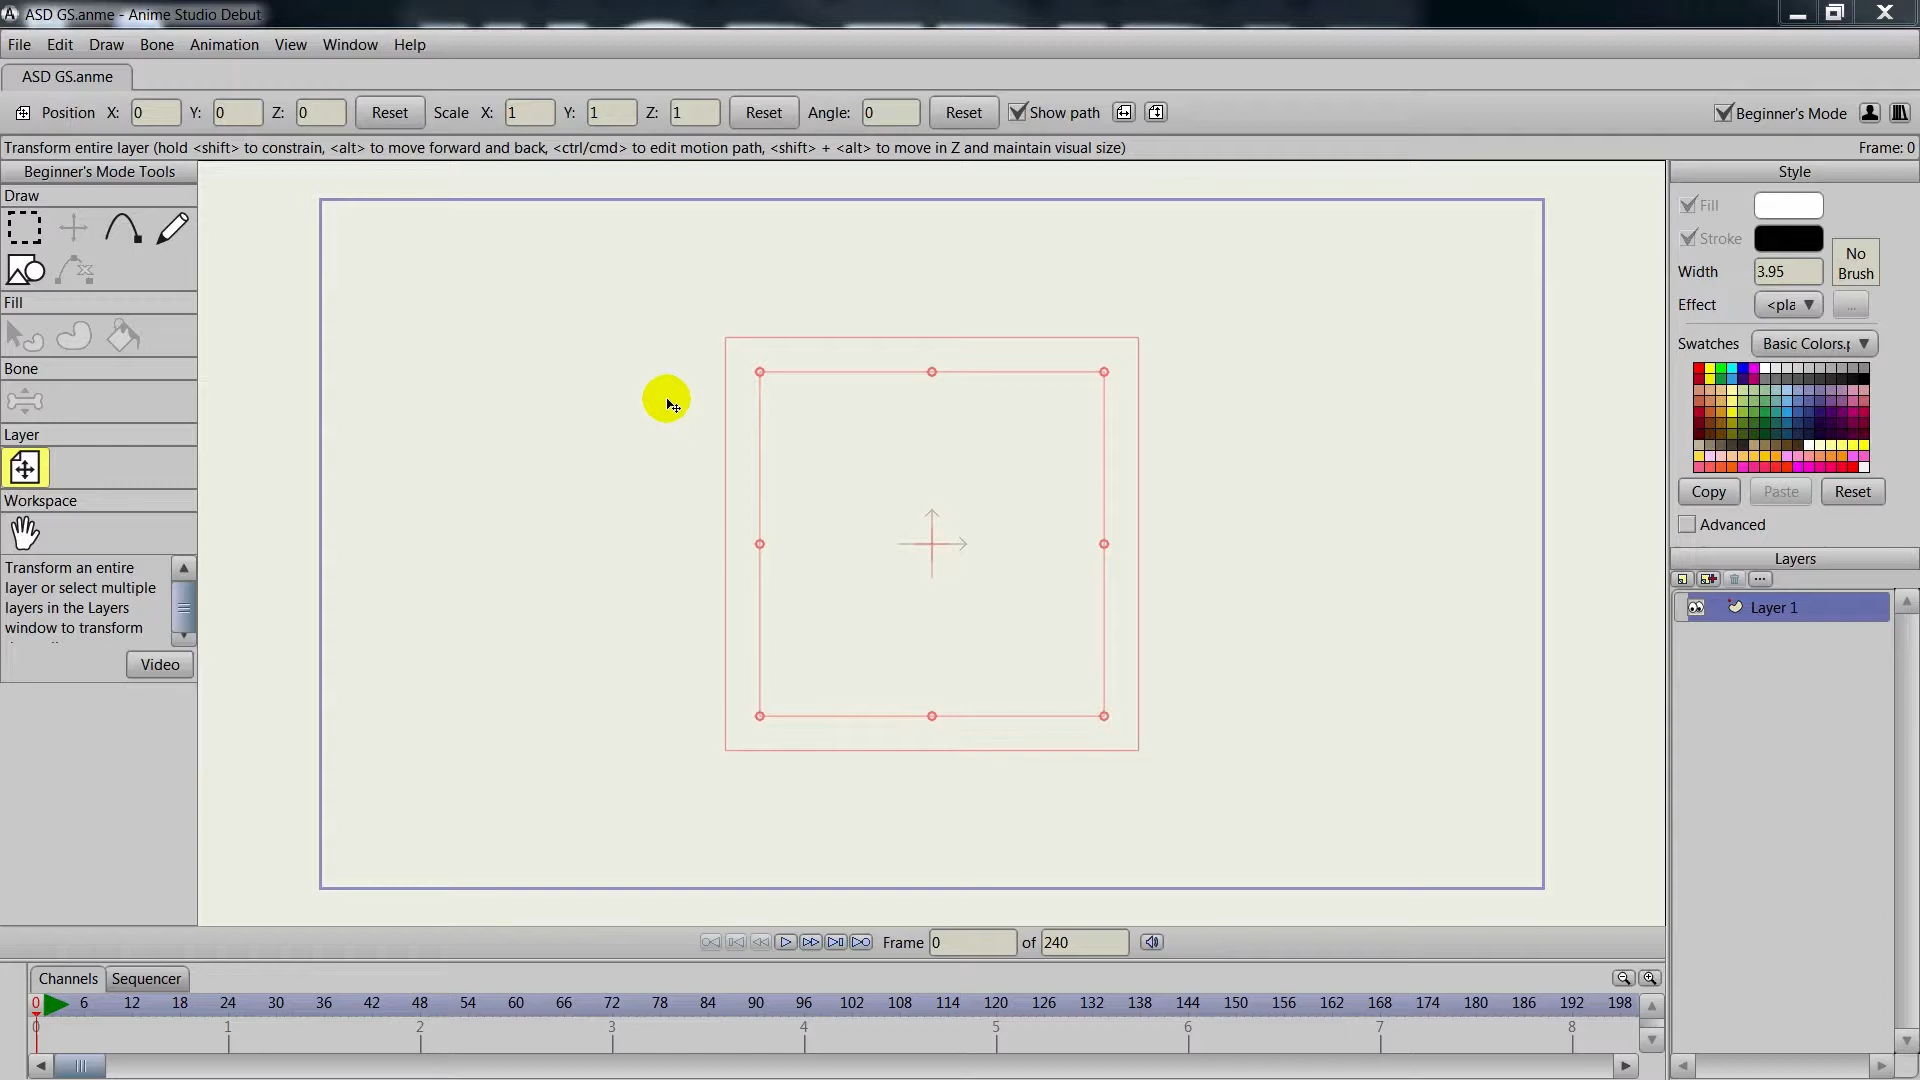 ASD GS.anme - Anime Studio Debut
File Edit Draw Bone Animation View Window Help
ASD GS.anme
Position X: 0 Y: 0 Z: 0 Reset Scale X: 1 Y: 1 Z: 1 Reset Angle: 0 Reset Show path Beginner's Mode
Transform entire layer (hold <shift> to constrain, <alt> to move forward and back, <ctrl/cmd> to edit motion path, <shift> + <alt> to move in Z and maintain visual size) Frame: 0
Beginner's Mode Tools
Draw
Fill
Bone
Layer
Workspace
Transform an entire
layer or select multiple
layers in the Layers
window to transform
Video
Style
Fill
Stroke
No
Brush
Width 3.95
Effect <pla ...
Swatches Basic Colors.p
Copy Paste Reset
Advanced
Layers
...
Layer 1
Frame 0 of 240
Channels Sequencer
0 6 12 18 24 30 36 42 48 54 60 66 72 78 84 90 96 102 108 114 120 126 132 138 144 150 156 162 168 174 180 186 192 198
0 1 2 3 4 5 6 7 8